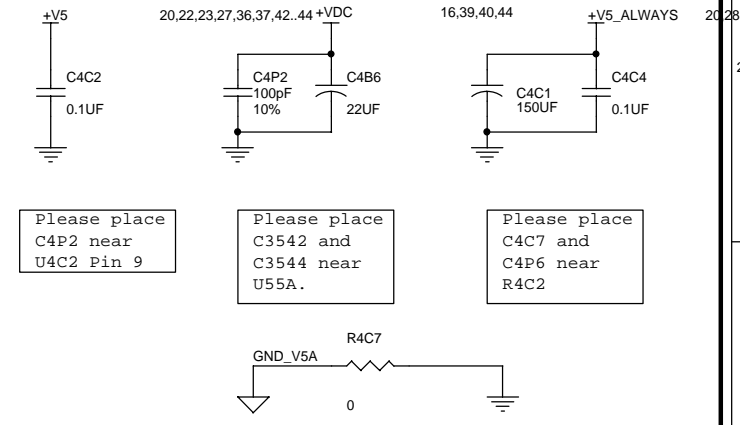 +V5
20,22,23,27,36,37,42..44 +VDC
16,39,40,44 +V5_ALWAYS
20,28
C4C2
0.1UF
C4P2
100pF
10%
C4B6
22UF
C4C1
150UF
C4C4
0.1UF
2
Please place
C4P2 near
U4C2 Pin 9
Please place
C3542 and
C3544 near
U55A.
Please place
C4C7 and
C4P6 near
R4C2
R4C7
GND_V5A
0